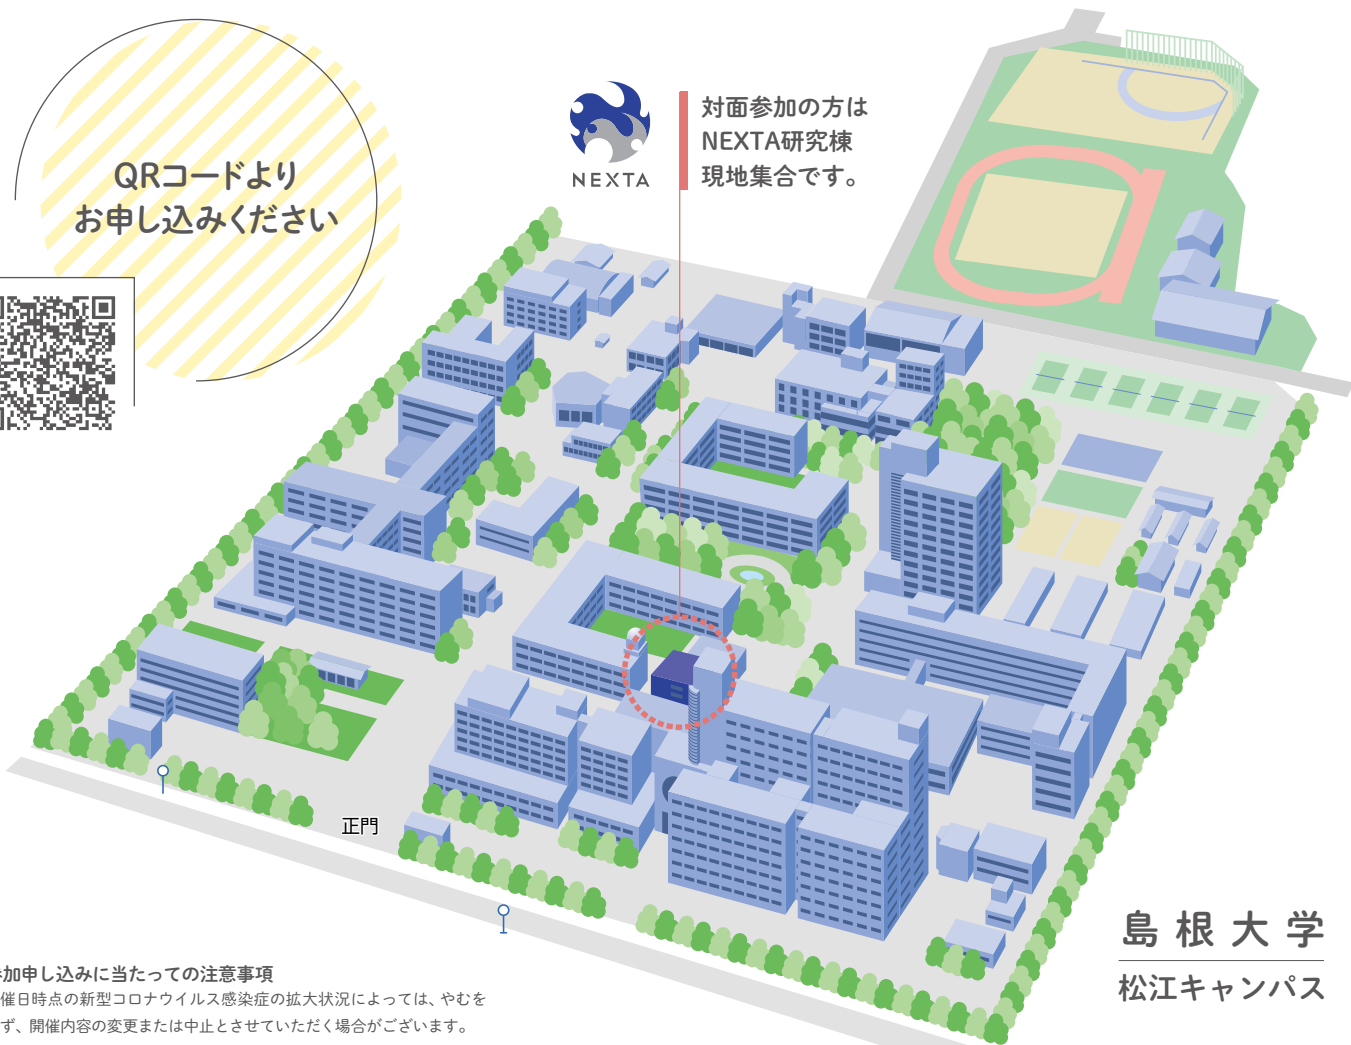 QRコードより
お申し込みください
NEXTA
対面参加の方は
NEXTA研究棟
現地集合です。
正門
島根大学
松江キャンパス
参加申し込みに当たっての注意事項
催日時点の新型コロナウイルス感染症の拡大状況によっては、やむを
ず、開催内容の変更または中止とさせていただく場合がございます。